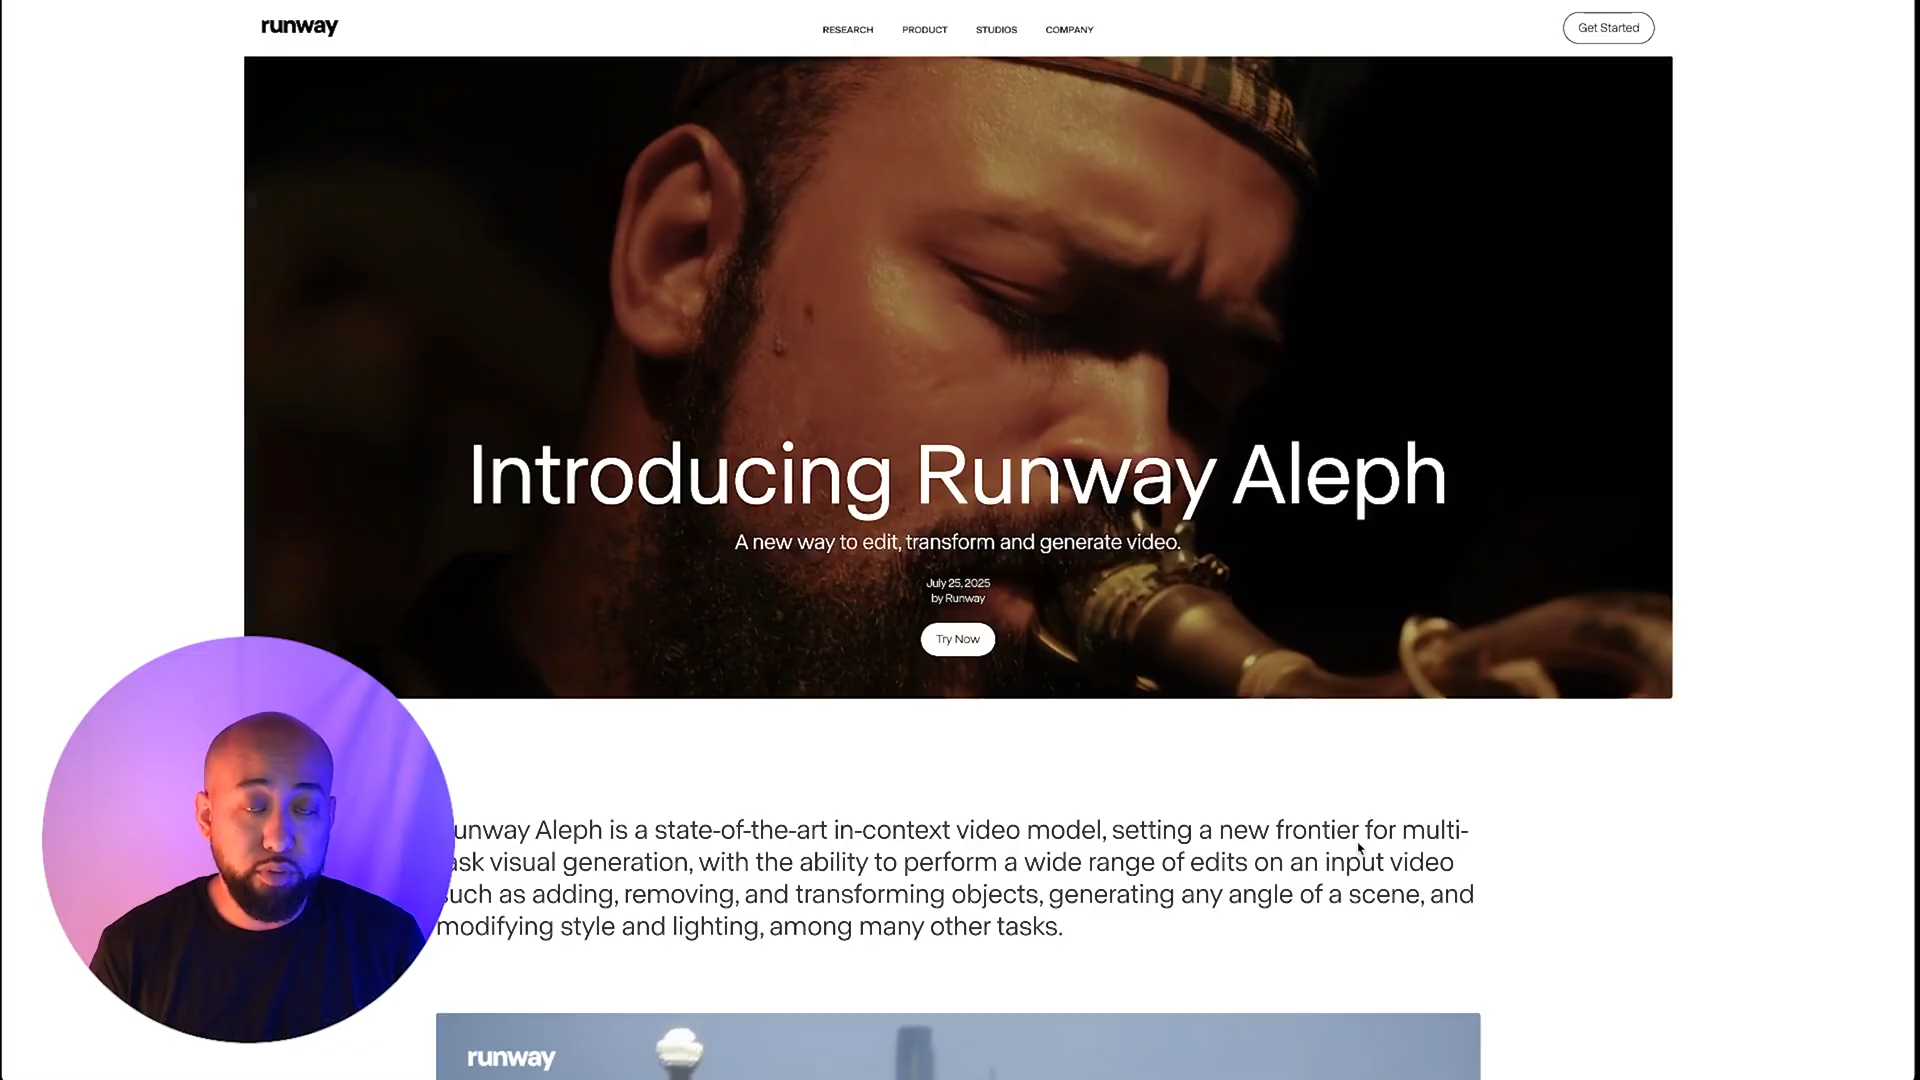 runway
RESEARCH PRODUCT STUDIOS COMPANY
Get Started
Introducing Runway Aleph
A new way to edit, transform and generate video.
July 25, 2025
by Runway
Try Now
unway Aleph is a state-of-the-art in-context video model, setting a new frontier for multi-
ask visual generation, with the ability to perform a wide range of edits on an input video
uch as adding, removing, and transforming objects, generating any angle of a scene, and
modifying style and lighting, among many other tasks.
runway